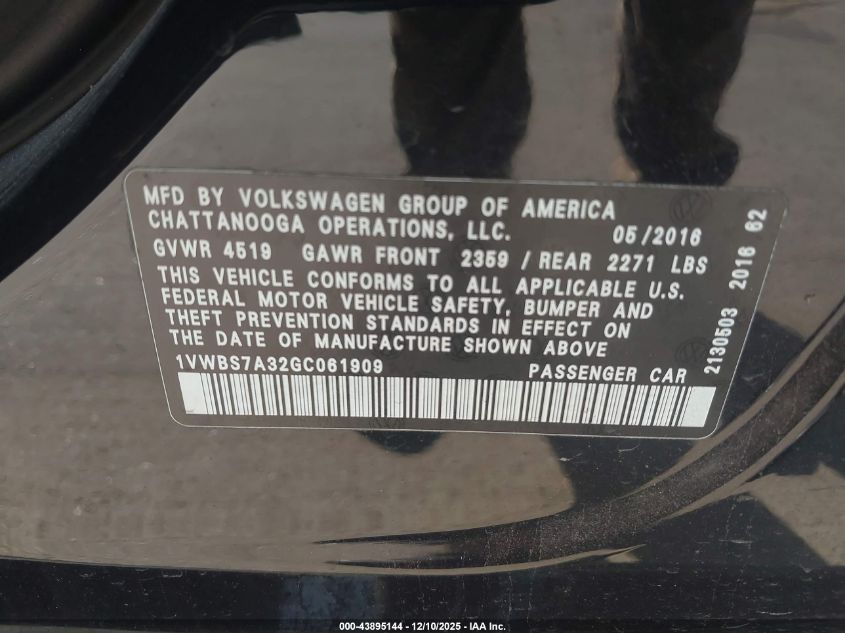 MFD BY VOLKSWAGEN GROUP OF AMERICA
CHATTANOOGA OPERATIONS, LLC. 05/2016
GVWR 4519 GAWR FRONT 2359 / REAR 2271 LBS
THIS VEHICLE CONFORMS TO ALL APPLICABLE U.S.
FEDERAL MOTOR VEHICLE SAFETY, BUMPER AND
THEFT PREVENTION STANDARDS IN EFFECT ON
THE DATE OF MANUFACTURE SHOWN ABOVE
1VWBS7A32GC061909 PASSENGER CAR
2130503 2016 62
000-43895144 - 12/10/2025 - IAA Inc.